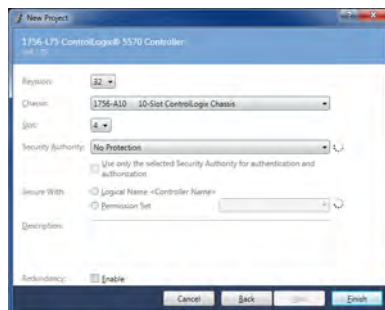 New Project
1756-L75 ControlLogix® 5570 Controller
Revision: 32
Chassis: 1756-A10 10-Slot ControlLogix Chassis
Slot: 4
Security Authority: No Protection
Use only the selected Security Authority for authentication and
authorization
Secure With: Logical Name <Controller Name>
Permission Set
Description:
Redundancy: Enable
Cancel Back Finish